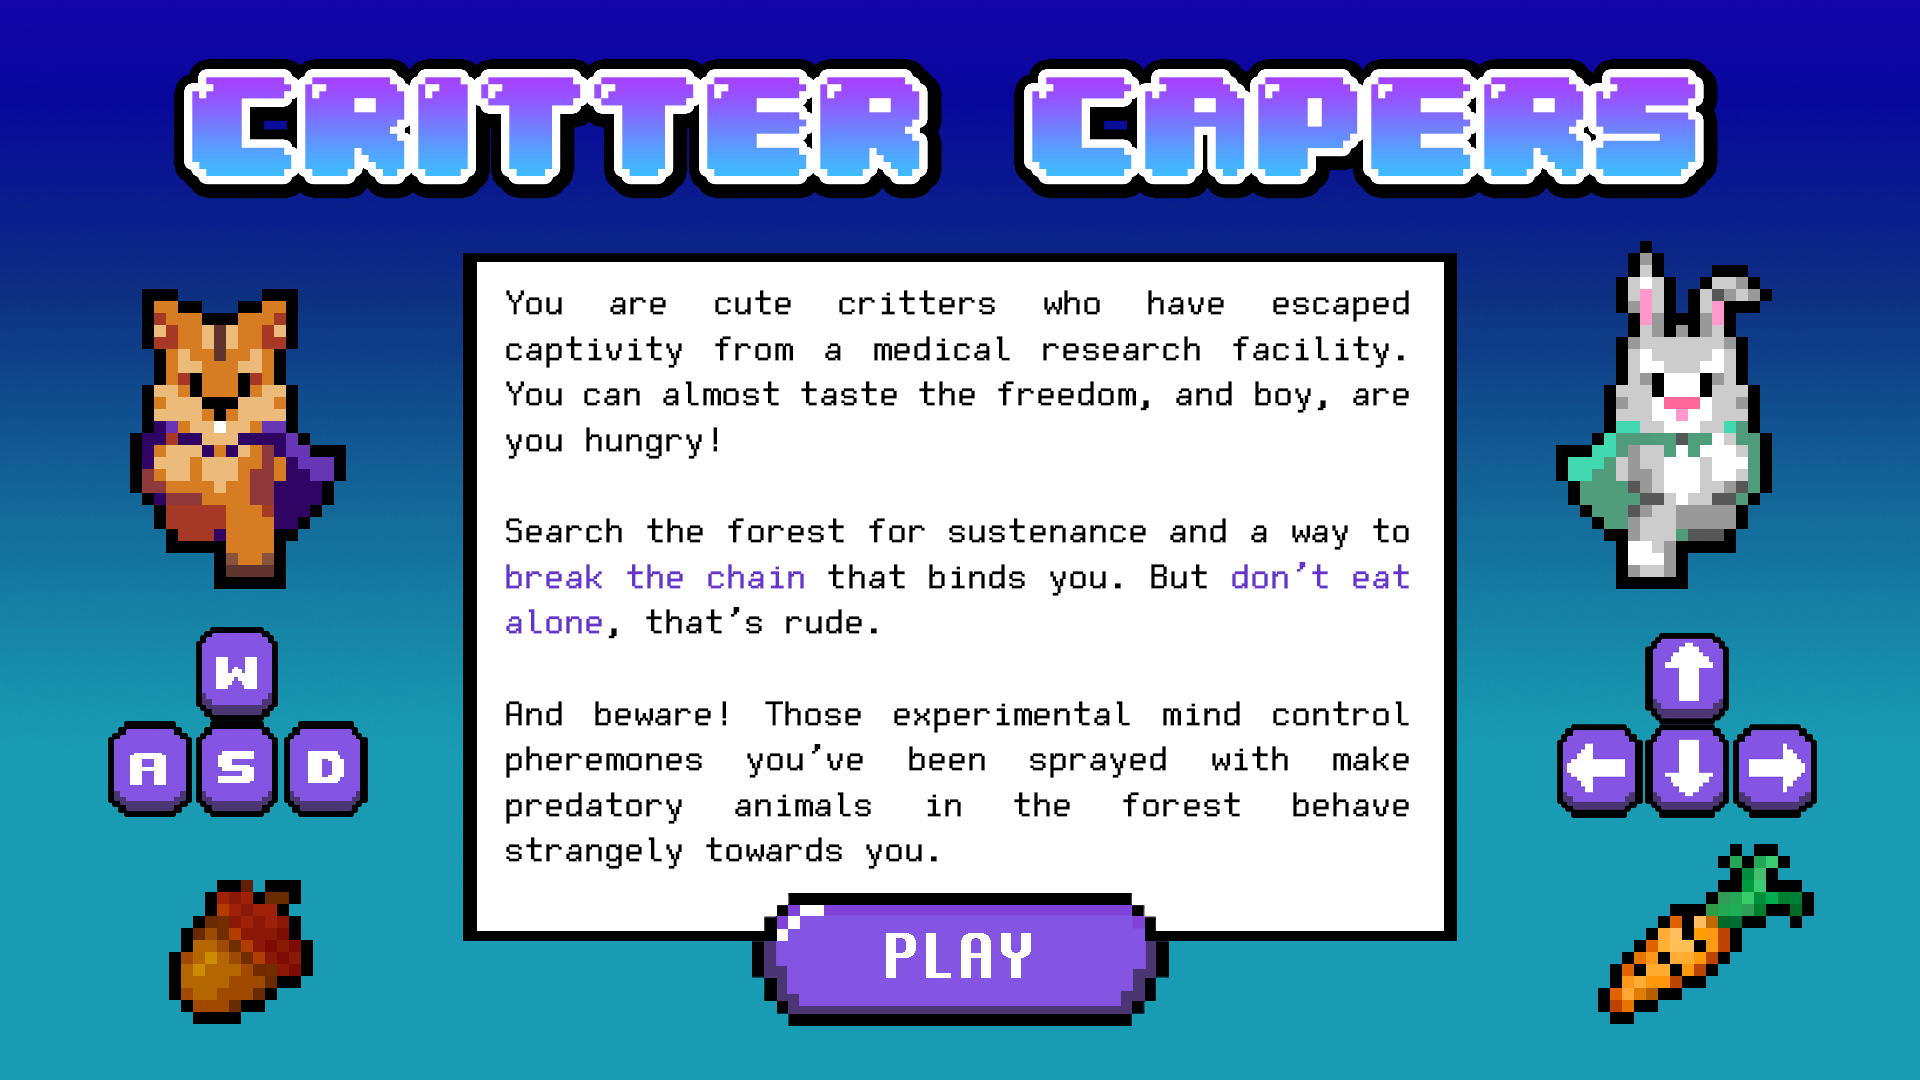 CRITTER CAPERS
You are cute critters who have escaped
captivity from a medical research facility.
You can almost taste the freedom, and boy, are
you hungry!
Search the forest for sustenance and a way to
break the chain that binds you. But don’t eat
alone, that’s rude.
And beware! Those experimental mind control
pheremones you’ve been sprayed with make
predatory animals in the forest behave
strangely towards you.
W
A S D
PLAY